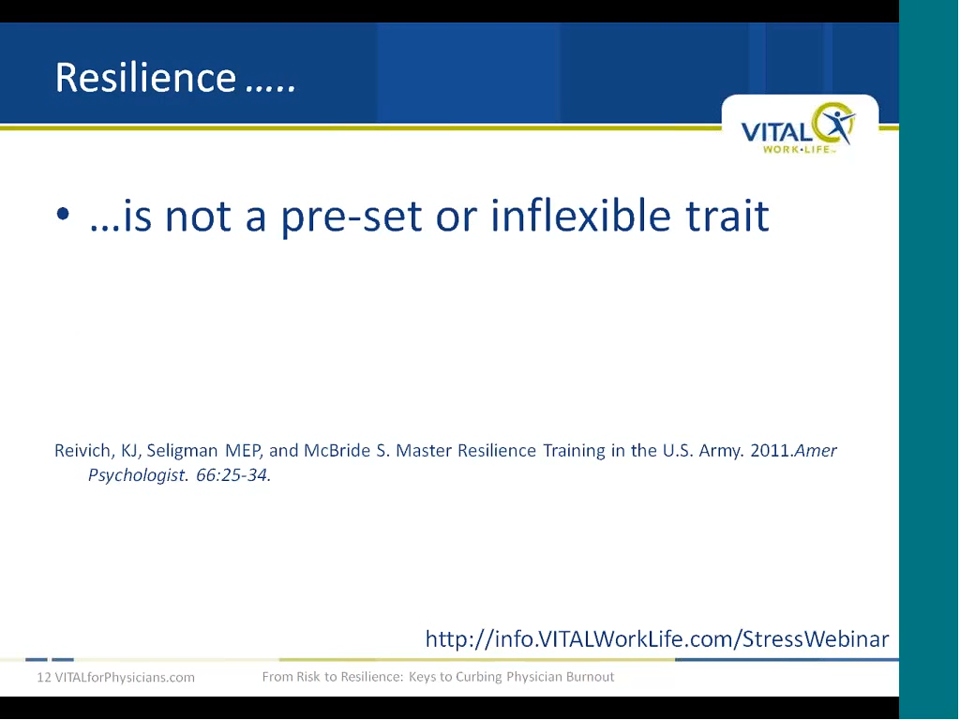 Resilience …..
VITAL
WORK•LIFE™
• …is not a pre-set or inflexible trait
Reivich, KJ, Seligman MEP, and McBride S. Master Resilience Training in the U.S. Army. 2011.Amer
Psychologist. 66:25-34.
http://info.VITALWorkLife.com/StressWebinar
12 VITALforPhysicians.com
From Risk to Resilience: Keys to Curbing Physician Burnout